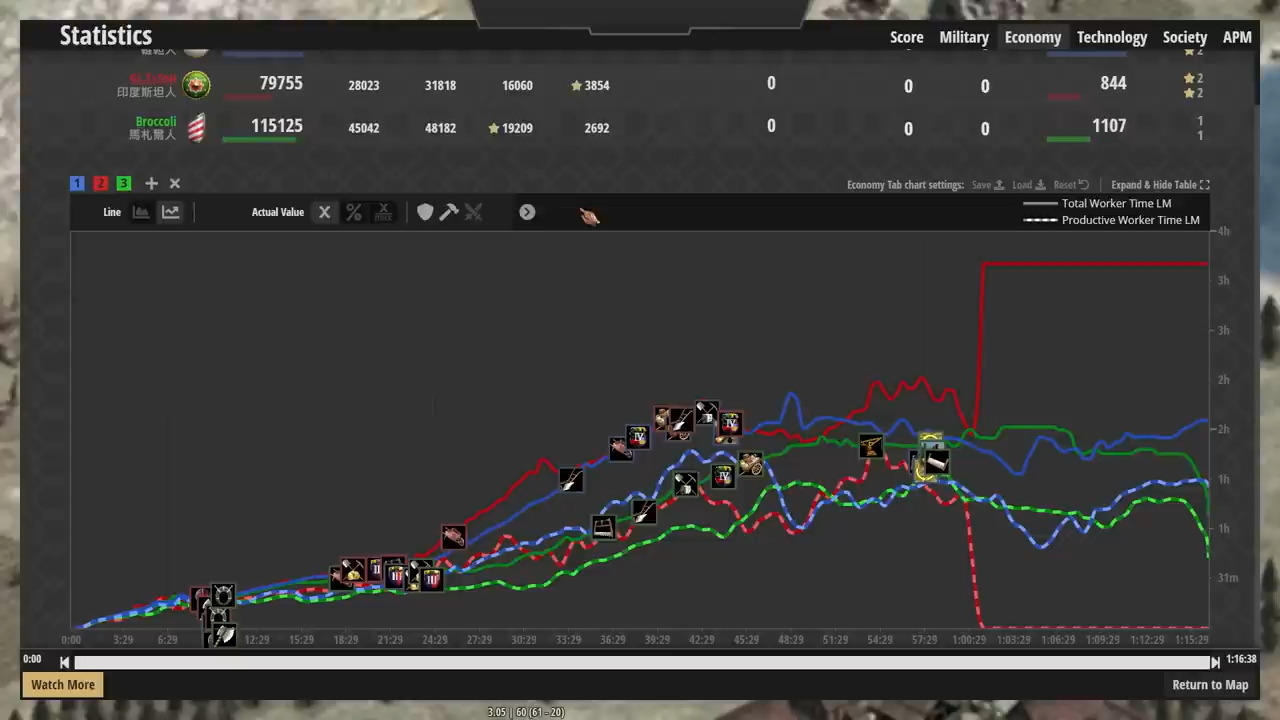 Statistics
Score Military Economy Technology Society APM
韃靼人 2
79755 28023 31818 16060 3854 0 0 0 844 2
印度斯坦人 2
Broccoli 115125 45042 48182 19209 2692 0 0 0 1107 1
馬札爾人 1
1 2 3
Economy Tab chart settings: Save Load Reset Expand & Hide Table
Line Actual Value X %
Total Worker Time LM
Productive Worker Time LM
4h
3h
3h
2h
2h
1h
1h
31m
0:00 3:29 6:29 12:29 15:29 18:29 21:29 24:29 27:29 30:29 33:29 36:29 39:29 42:29 45:29 48:29 51:29 54:29 57:29 1:00:29 1:03:29 1:06:29 1:09:29 1:12:29 1:15:29
0:00 1:16:38
Watch More Return to Map
3.05 | 60 (61 - 20)